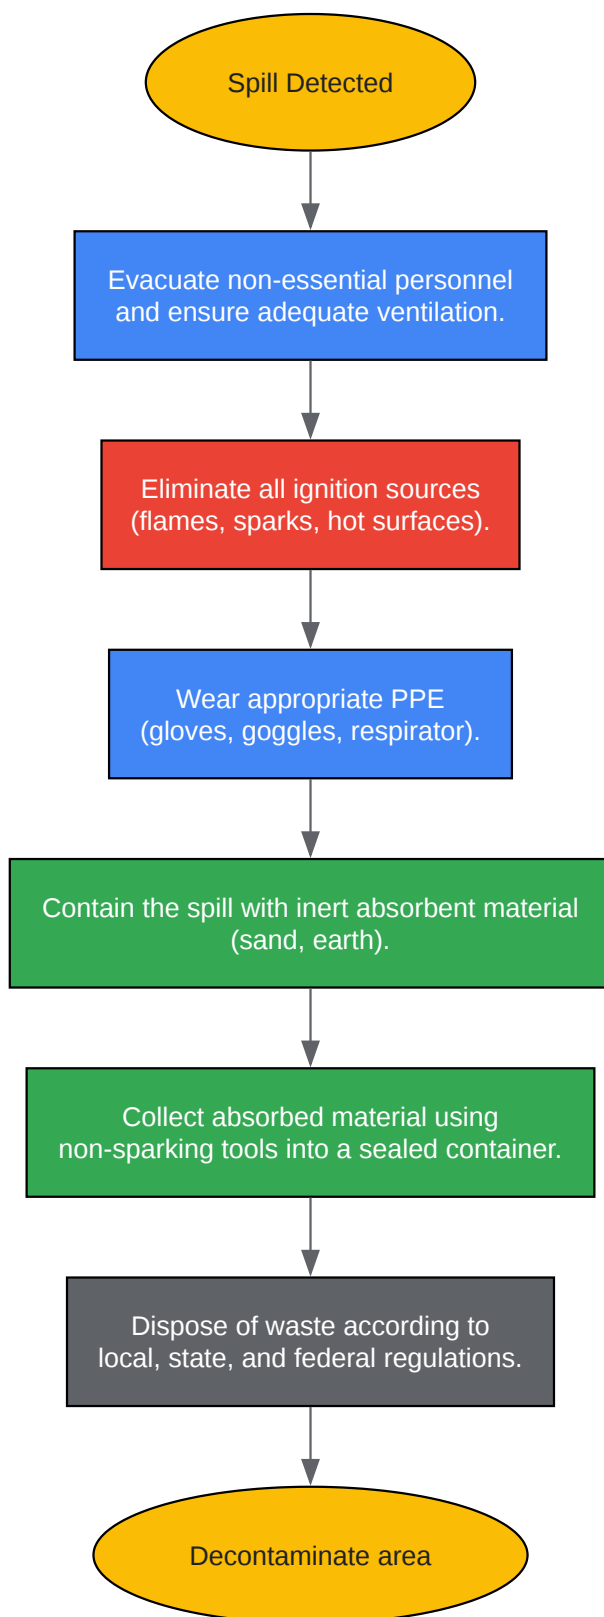 Spill Detected
Evacuate non-essential personnel
and ensure adequate ventilation.
Eliminate all ignition sources
(flames, sparks, hot surfaces).
Wear appropriate PPE
(gloves, goggles, respirator).
Contain the spill with inert absorbent material
(sand, earth).
Collect absorbed material using
non-sparking tools into a sealed container.
Dispose of waste according to
local, state, and federal regulations.
Decontaminate area